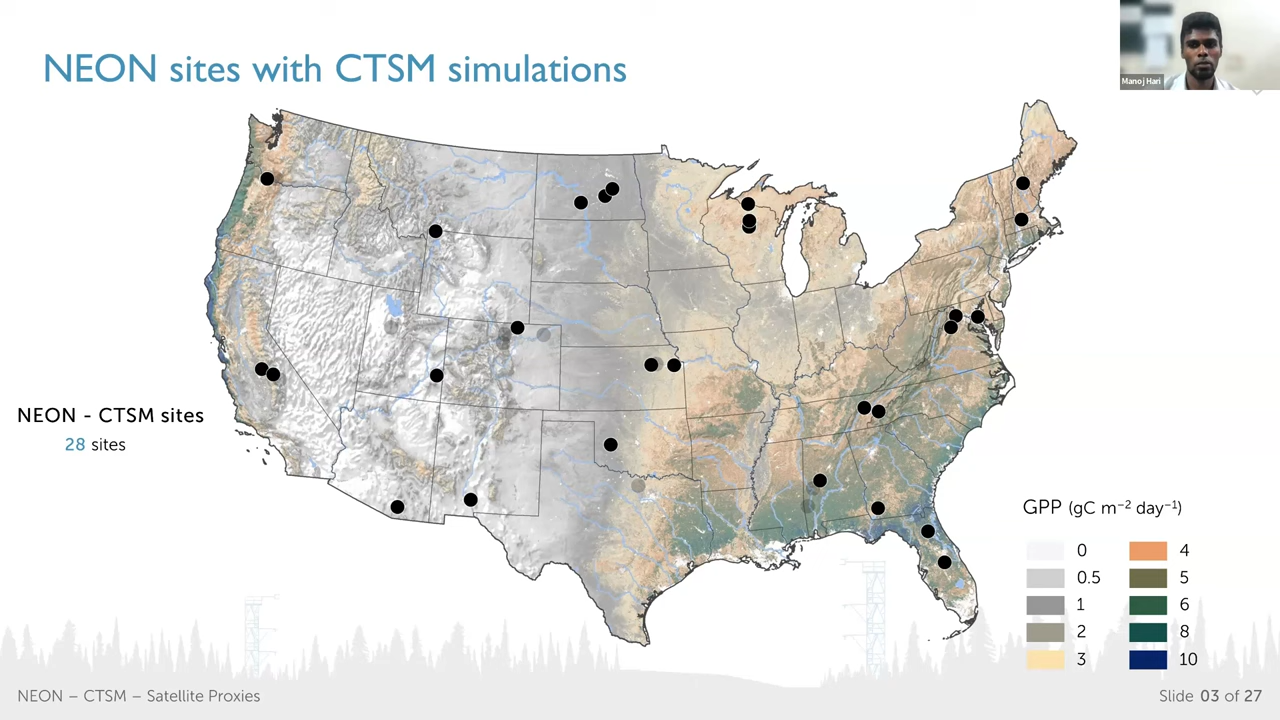 NEON sites with CTSM simulations
Manoj Hari
NEON - CTSM sites
28 sites
GPP (gC m⁻² day⁻¹)
0 4
0.5 5
1 6
2 8
3 10
NEON – CTSM – Satellite Proxies
Slide 03 of 27